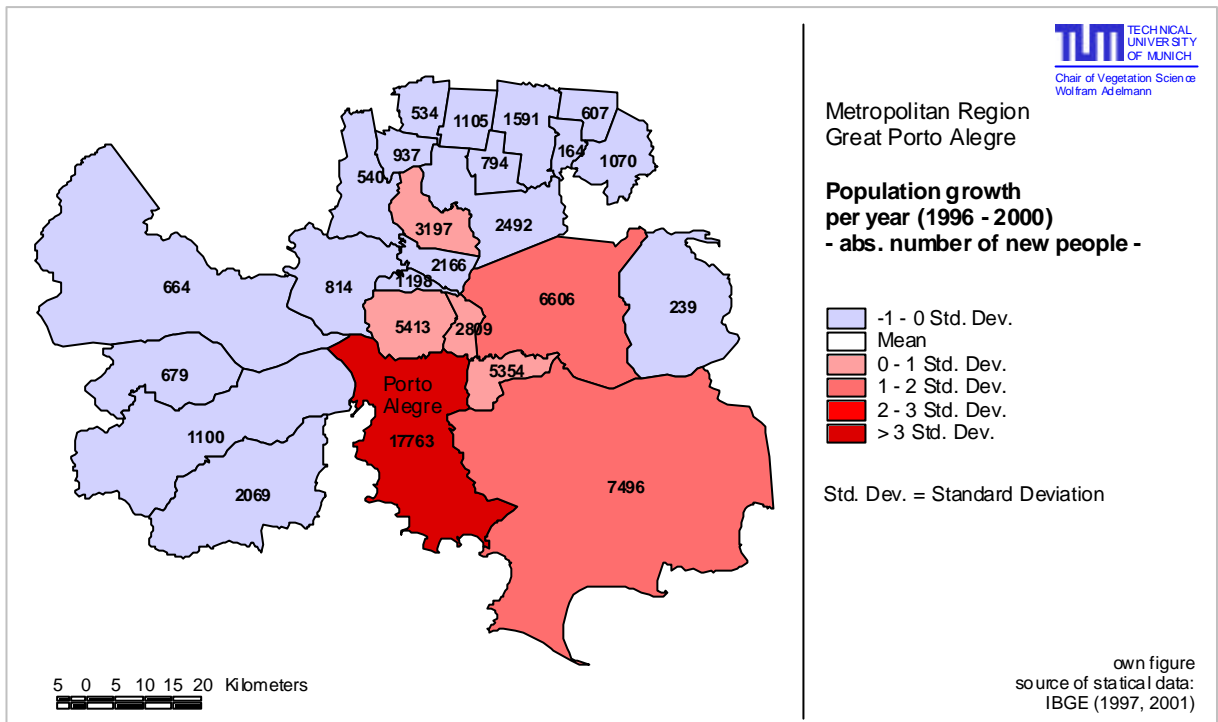 TUM
TECHNICAL
UNIVERSITY
OF MUNICH
Chair of Vegetation Science
Wolfram Adelmann
Metropolitan Region
Great Porto Alegre
Population growth
per year (1996 - 2000)
- abs. number of new people -
-1 - 0 Std. Dev.
Mean
0 - 1 Std. Dev.
1 - 2 Std. Dev.
2 - 3 Std. Dev.
> 3 Std. Dev.
Std. Dev. = Standard Deviation
534
1105
1591
607
937
794
164
1070
540
3197
2492
2166
1198
664
814
6606
239
5413
2809
679
5354
Porto
Alegre
17763
1100
2069
7496
5 0 5 10 15 20 Kilometers
own figure
source of statical data:
IBGE (1997, 2001)